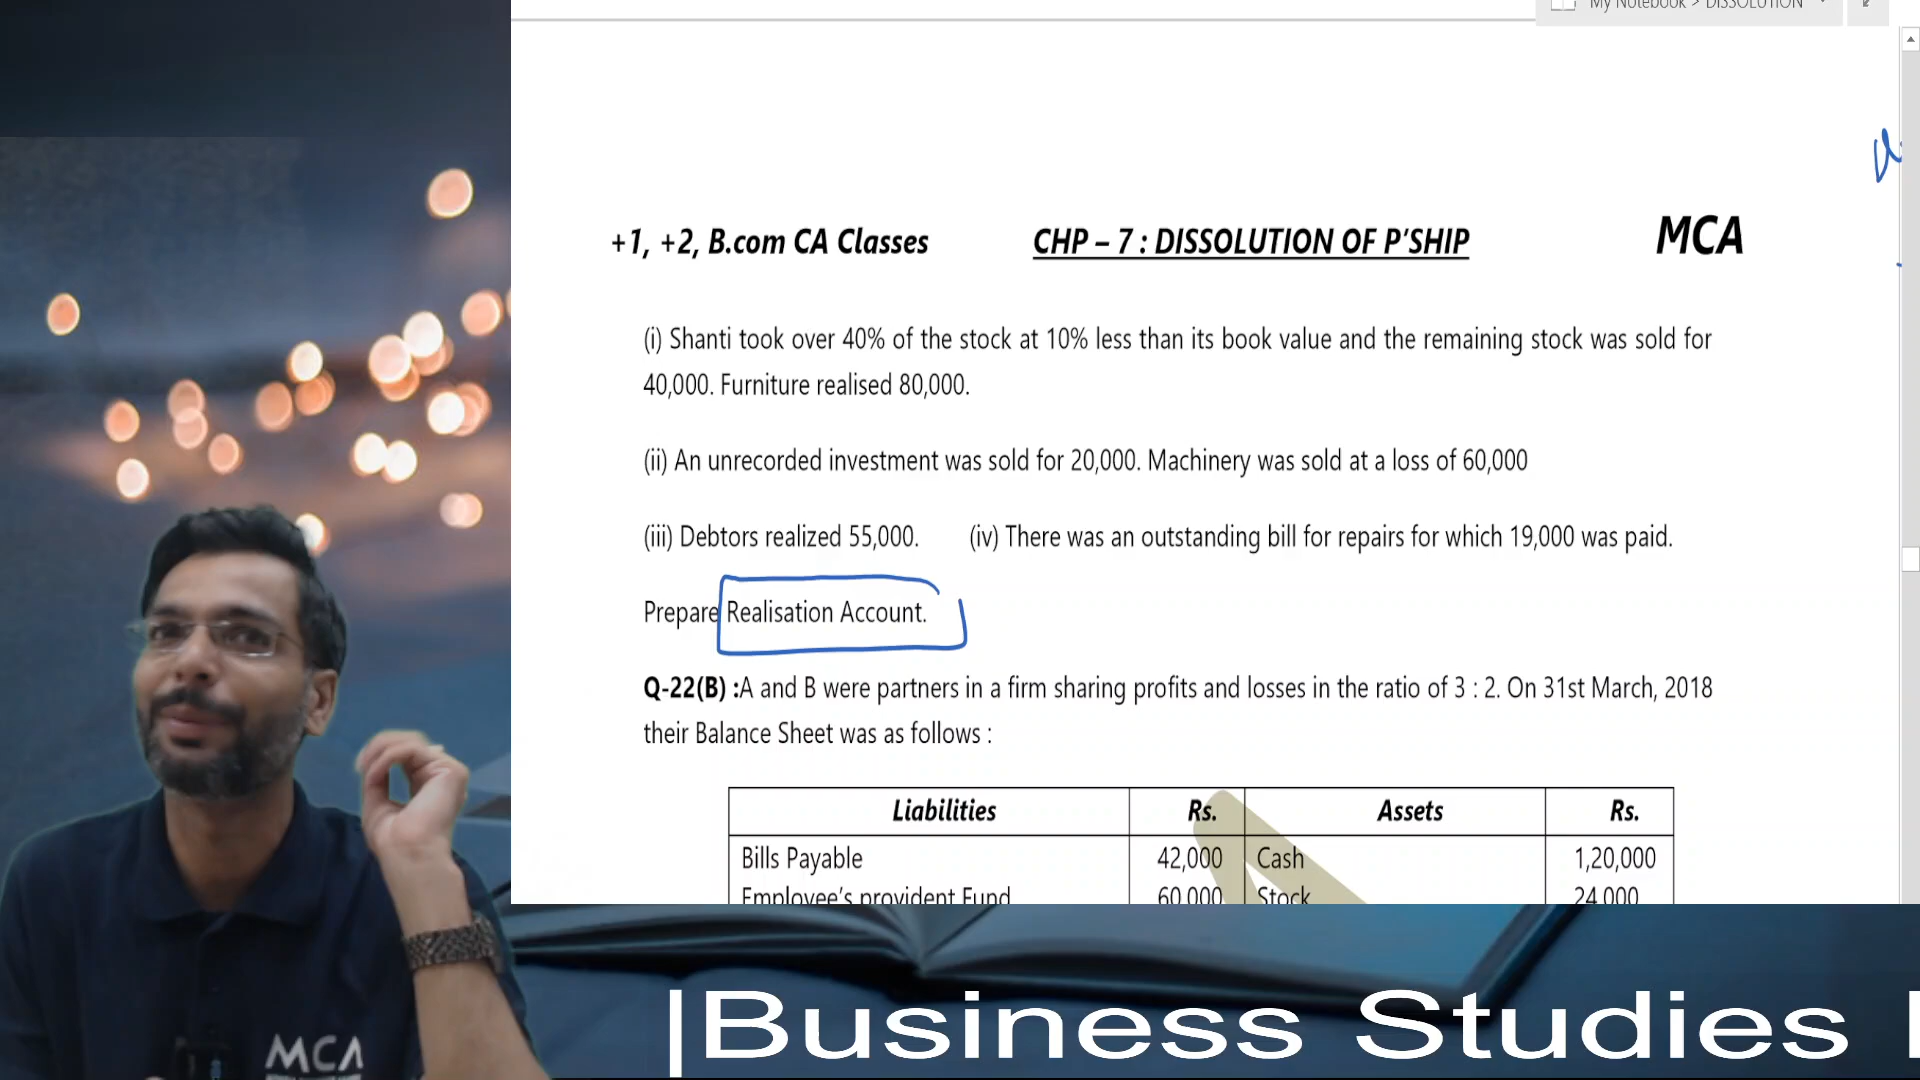 My Notebook > DISSOLUTION
+1, +2, B.com CA Classes
CHP – 7 : DISSOLUTION OF P'SHIP
MCA
(i) Shanti took over 40% of the stock at 10% less than its book value and the remaining stock was sold for
40,000. Furniture realised 80,000.
(ii) An unrecorded investment was sold for 20,000. Machinery was sold at a loss of 60,000
(iii) Debtors realized 55,000. (iv) There was an outstanding bill for repairs for which 19,000 was paid.
Prepare Realisation Account.
Q-22(B) :A and B were partners in a firm sharing profits and losses in the ratio of 3 : 2. On 31st March, 2018
their Balance Sheet was as follows :
Liabilities Rs. Assets Rs.
Bills Payable 42,000 Cash 1,20,000
Employee's provident Fund 60,000 Stock 24,000
MCA
|Business Studies